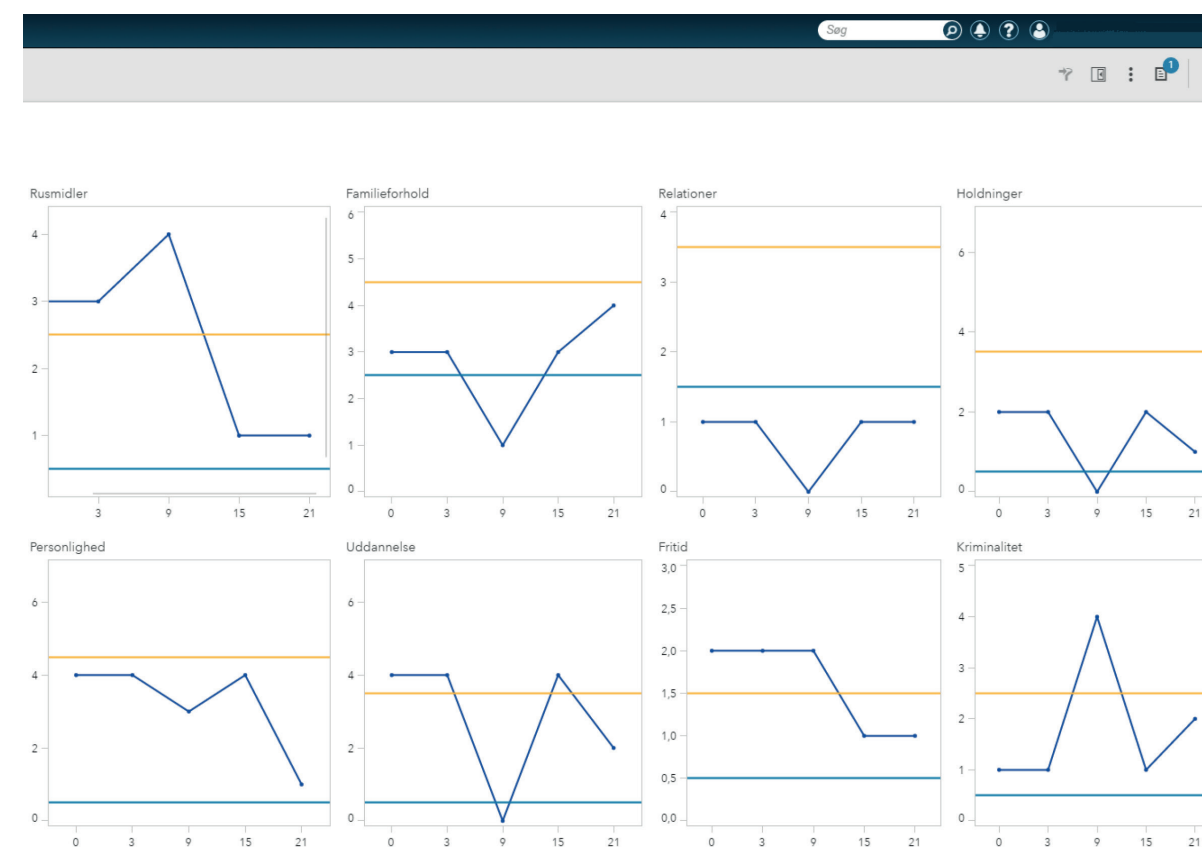 Søg
1
Rusmidler
4
3
2
1
3 9 15 21
Familieforhold
6
5
4
3
2
1
0
0 3 9 15 21
Relationer
4
3
2
1
0
0 3 9 15 21
Holdninger
6
4
2
0
0 3 9 15 21
Personlighed
6
4
2
0
0 3 9 15 21
Uddannelse
6
4
2
0
0 3 9 15 21
Fritid
3,0
2,5
2,0
1,5
1,0
0,5
0,0
0 3 9 15 21
Kriminalitet
5
4
3
2
1
0
0 3 9 15 21